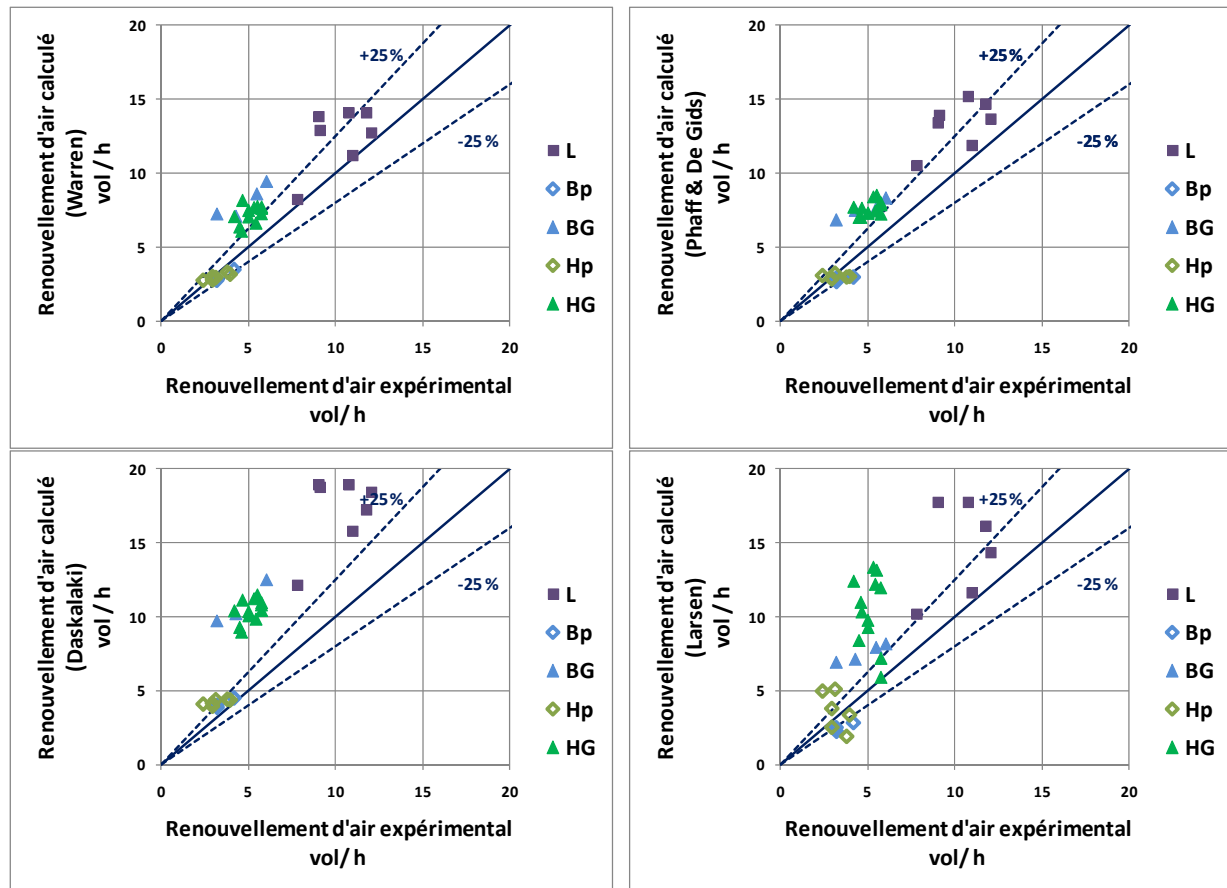 Renouvellement d'air calculé
(Warren)
vol / h
20
15
10
5
0
0 5 10 15 20
+25%
-25 %
L
Bp
BG
Hp
HG
Renouvellement d'air expérimental
vol/ h
Renouvellement d'air calculé
(Phaff & De Gids)
vol / h
20
15
10
5
0
0 5 10 15 20
+25%
-25%
L
Bp
BG
Hp
HG
Renouvellement d'air expérimental
vol/ h
Renouvellement d'air calculé
(Daskalaki)
vol / h
20
15
10
5
0
0 5 10 15 20
+25%
-25 %
L
Bp
BG
Hp
HG
Renouvellement d'air expérimental
vol/ h
Renouvellement d'air calculé
(Larsen)
vol / h
20
15
10
5
0
0 5 10 15 20
+25%
-25%
L
Bp
BG
Hp
HG
Renouvellement d'air expérimental
vol/ h